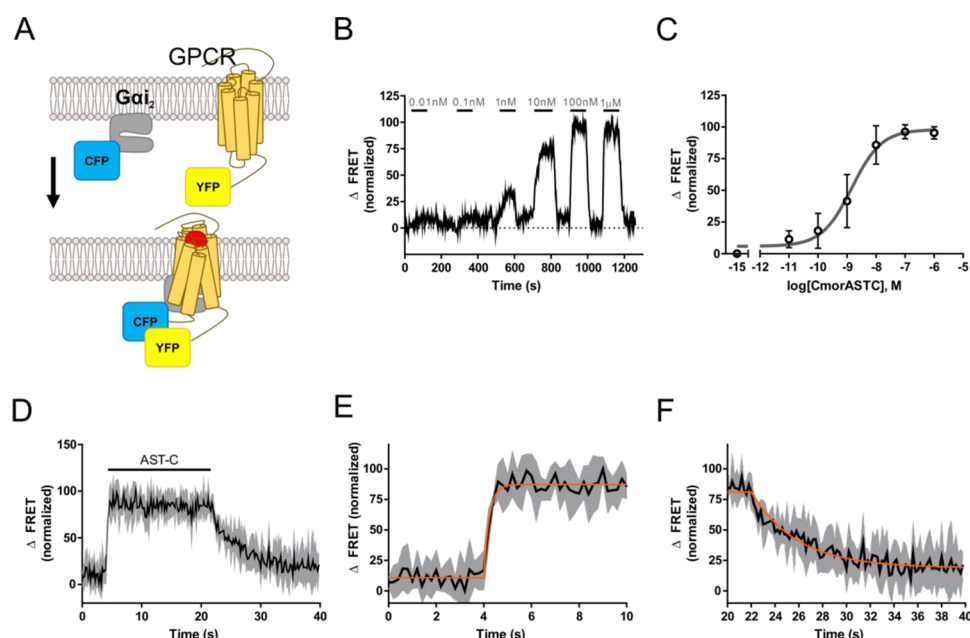 A
GPCR
Gαi2
CFP
YFP
CFP
YFP
B
0.01nM 0.1nM 1nM 10nM 100nM 1µM
125
100
75
50
25
0
Δ FRET
(normalized)
0 200 400 600 800 1000 1200
Time (s)
C
125
100
75
50
25
0
Δ FRET
(normalized)
-15 -12 -11 -10 -9 -8 -7 -6 -5
log[CmorASTC], M
D
AST-C
150
100
50
0
Δ FRET
(normalized)
0 10 20 30 40
Time (s)
E
100
75
50
25
0
Δ FRET (normalized)
0 2 4 6 8 10
Time (s)
F
100
75
50
25
0
Δ FRET
(normalized)
20 22 24 26 28 30 32 34 36 38 40
Time (s)